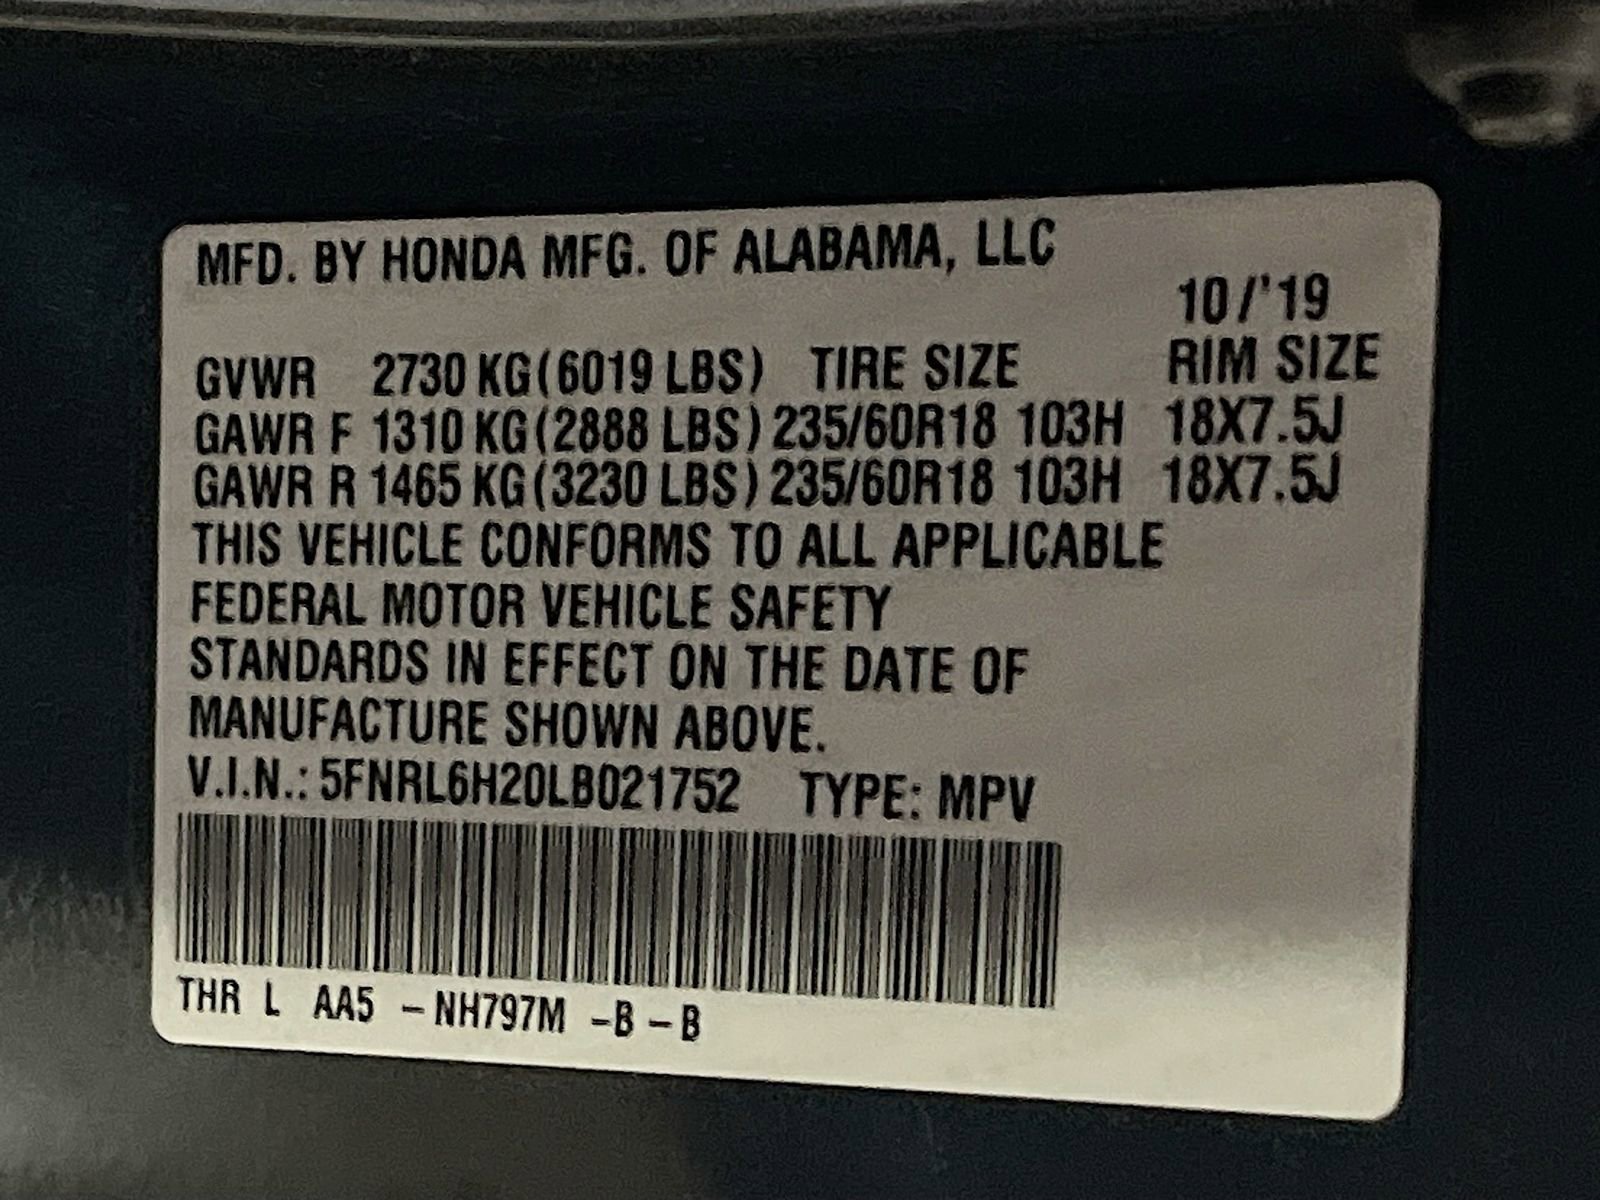 MFD. BY HONDA MFG. OF ALABAMA, LLC
10/'19
GVWR 2730 KG(6019 LBS) TIRE SIZE RIM SIZE
GAWR F 1310 KG(2888 LBS) 235/60R18 103H 18X7.5J
GAWR R 1465 KG(3230 LBS) 235/60R18 103H 18X7.5J
THIS VEHICLE CONFORMS TO ALL APPLICABLE
FEDERAL MOTOR VEHICLE SAFETY
STANDARDS IN EFFECT ON THE DATE OF
MANUFACTURE SHOWN ABOVE.
V.I.N.: 5FNRL6H20LB021752 TYPE: MPV
THR L AA5 -NH797M -B-B